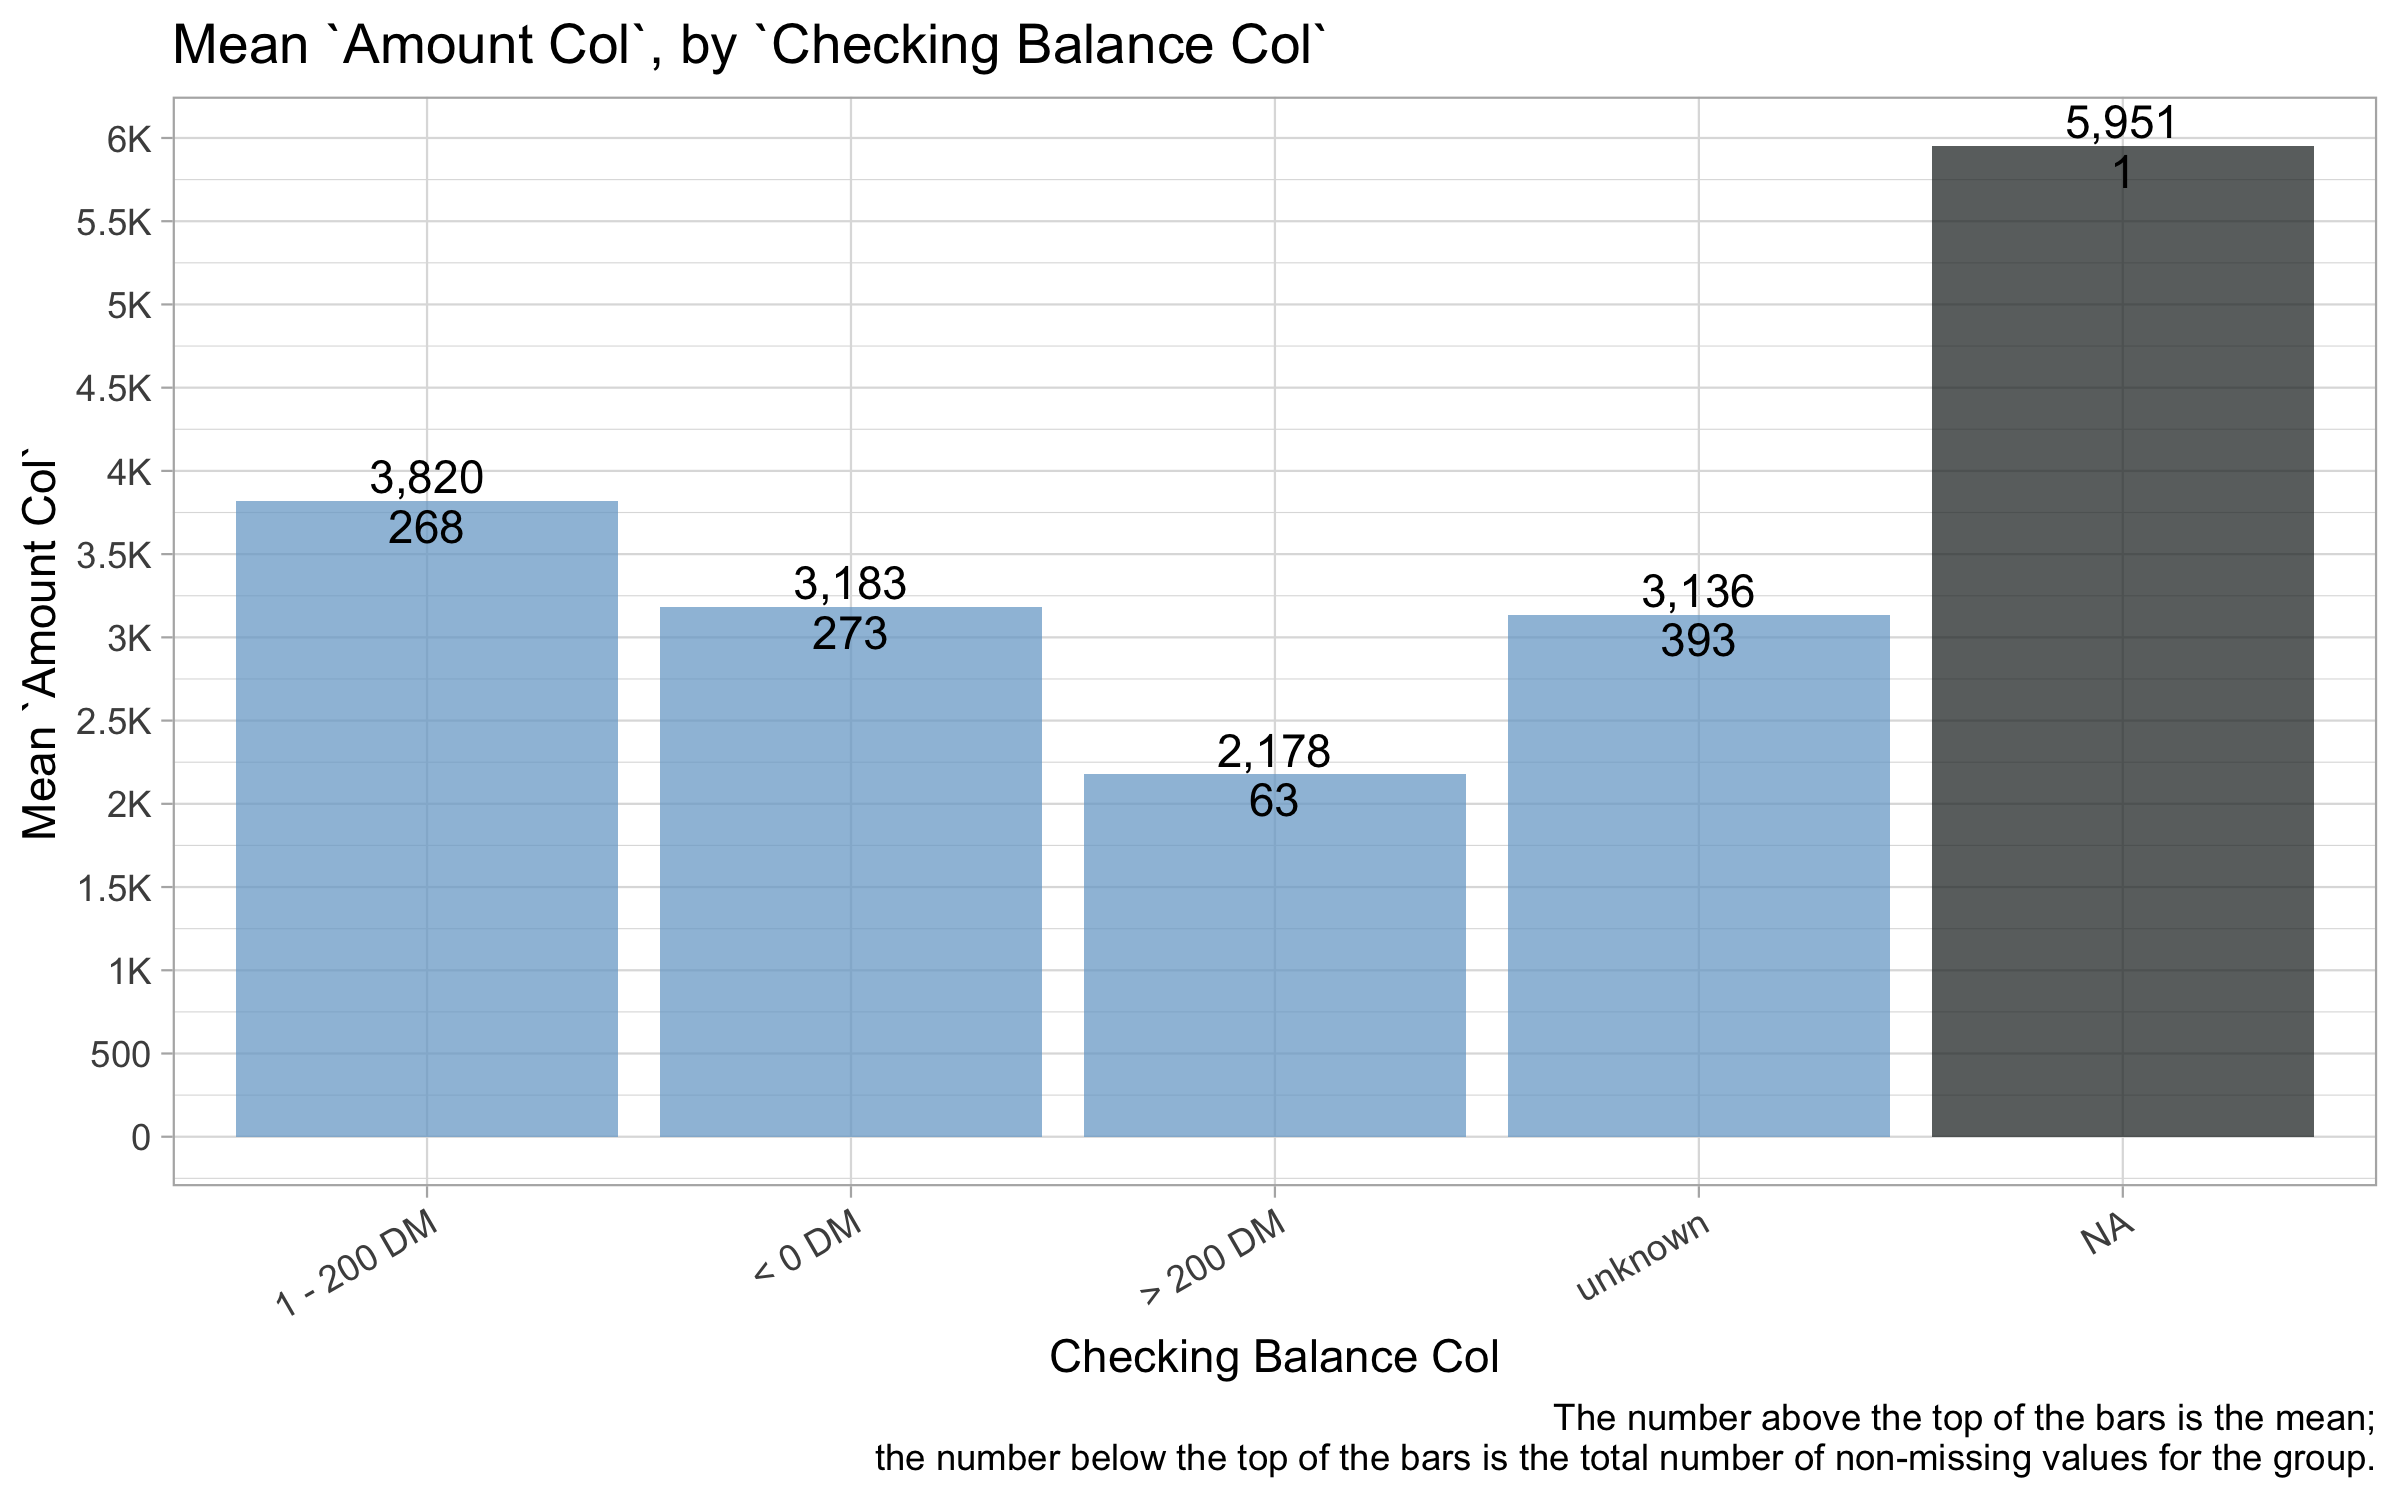 Mean `Amount Col`, by `Checking Balance Col`
Mean `Amount Col`
6K
5.5K
5K
4.5K
4K
3.5K
3K
2.5K
2K
1.5K
1K
500
0
3,820
268
3,183
273
2,178
63
3,136
393
5,951
1
1 - 200 DM
< 0 DM
> 200 DM
unknown
NA
Checking Balance Col
The number above the top of the bars is the mean;
the number below the top of the bars is the total number of non-missing values for the group.